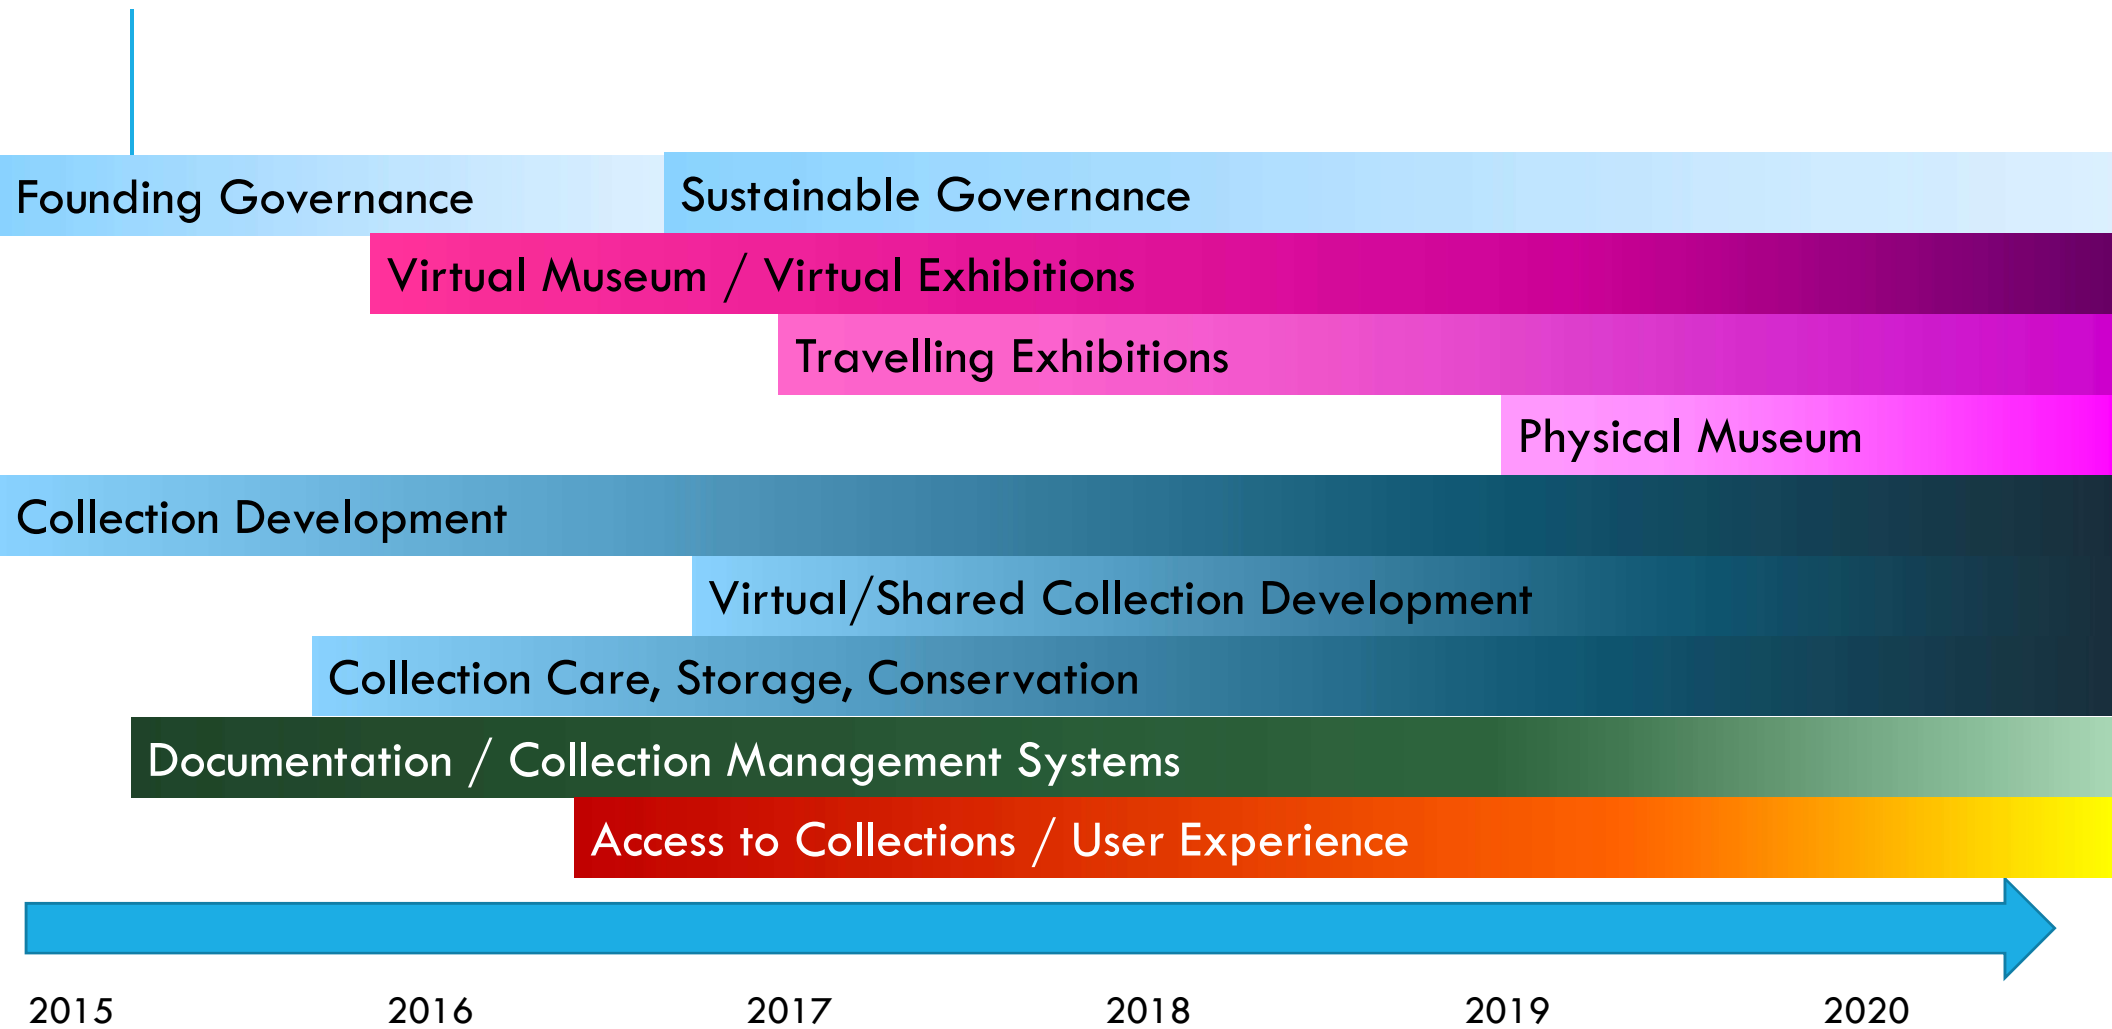 Founding Governance
Sustainable Governance
Virtual Museum / Virtual Exhibitions
Travelling Exhibitions
Physical Museum
Collection Development
Virtual/Shared Collection Development
Collection Care, Storage, Conservation
Documentation / Collection Management Systems
Access to Collections / User Experience
2015 2016 2017 2018 2019 2020